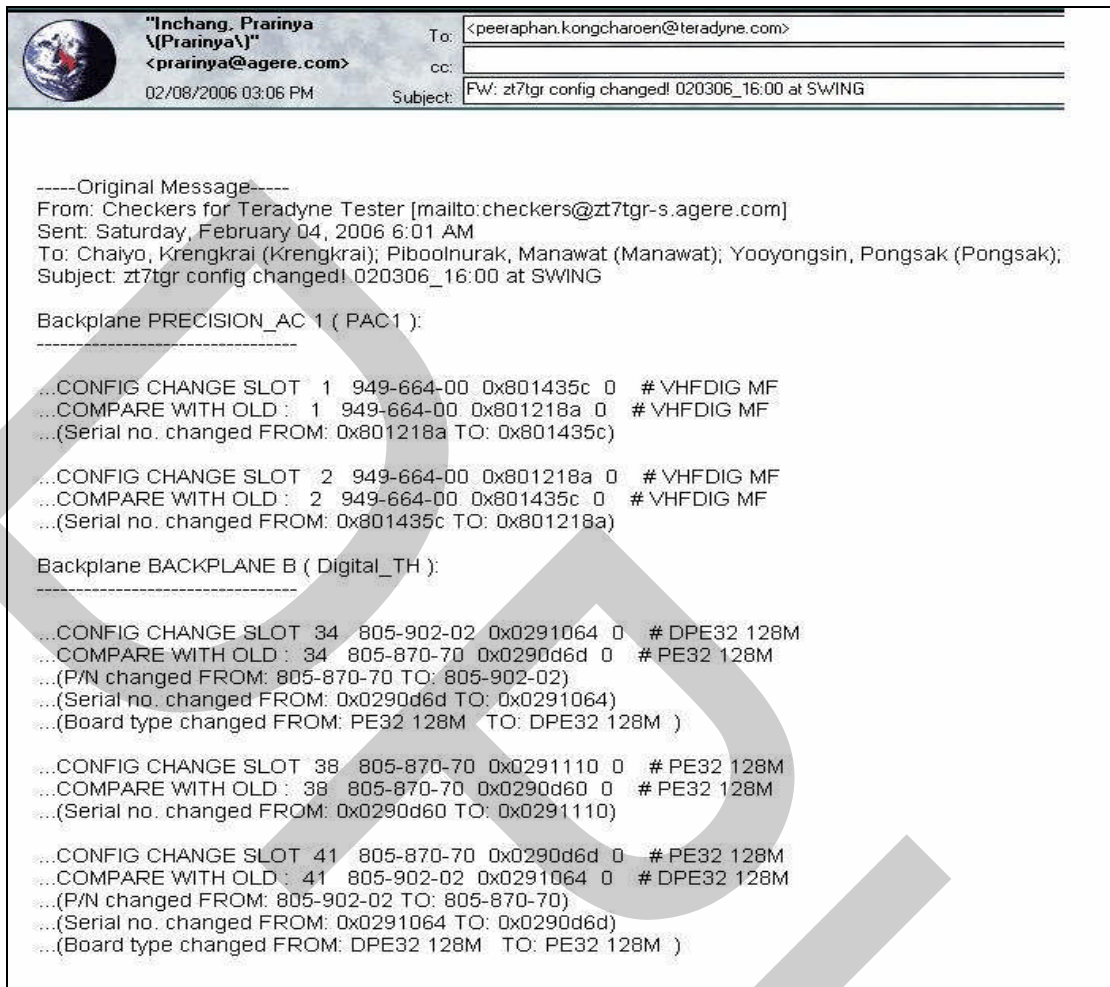 "Inchang, Prarinya
\(Prarinya\)"
<prarinya@agere.com>
02/08/2006 03:06 PM
To: <peeraphan.kongcharoen@teradyne.com>
cc:
Subject: FW: zt7tgr config changed! 020306_16:00 at SWING
-----Original Message-----
From: Checkers for Teradyne Tester [mailto:checkers@zt7tgr-s.agere.com]
Sent: Saturday, February 04, 2006 6:01 AM
To: Chaiyo, Krengkrai (Krengkrai); Piboolnurak, Manawat (Manawat); Yooyongsin, Pongsak (Pongsak);
Subject: zt7tgr config changed! 020306_16:00 at SWING
Backplane PRECISION_AC 1 ( PAC1 ):
---------------------------------
...CONFIG CHANGE SLOT 1 949-664-00 0x801435c 0 # VHFDIG MF
...COMPARE WITH OLD : 1 949-664-00 0x801218a 0 # VHFDIG MF
...(Serial no. changed FROM: 0x801218a TO: 0x801435c)
...CONFIG CHANGE SLOT 2 949-664-00 0x801218a 0 # VHFDIG MF
...COMPARE WITH OLD : 2 949-664-00 0x801435c 0 # VHFDIG MF
...(Serial no. changed FROM: 0x801435c TO: 0x801218a)
Backplane BACKPLANE B ( Digital_TH ):
---------------------------------
...CONFIG CHANGE SLOT 34 805-902-02 0x0291064 0 # DPE32 128M
...COMPARE WITH OLD : 34 805-870-70 0x0290d6d 0 # PE32 128M
...(P/N changed FROM: 805-870-70 TO: 805-902-02)
...(Serial no. changed FROM: 0x0290d6d TO: 0x0291064)
...(Board type changed FROM: PE32 128M TO: DPE32 128M )
...CONFIG CHANGE SLOT 38 805-870-70 0x0291110 0 # PE32 128M
...COMPARE WITH OLD : 38 805-870-70 0x0290d60 0 # PE32 128M
...(Serial no. changed FROM: 0x0290d60 TO: 0x0291110)
...CONFIG CHANGE SLOT 41 805-870-70 0x0290d6d 0 # PE32 128M
...COMPARE WITH OLD : 41 805-902-02 0x0291064 0 # DPE32 128M
...(P/N changed FROM: 805-902-02 TO: 805-870-70)
...(Serial no. changed FROM: 0x0291064 TO: 0x0290d6d)
...(Board type changed FROM: DPE32 128M TO: PE32 128M )